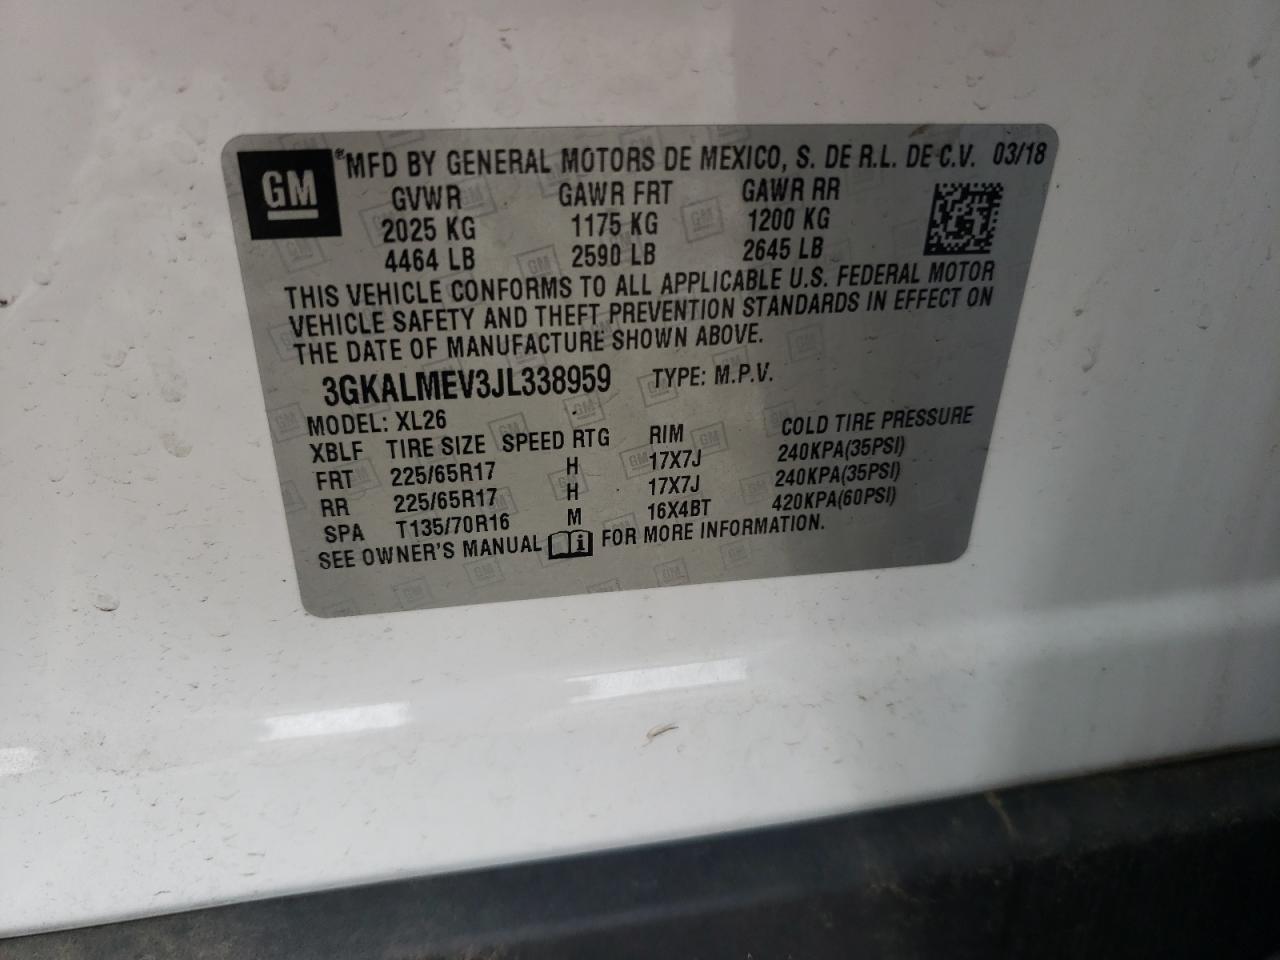 GM
®MFD BY GENERAL MOTORS DE MEXICO, S. DE R.L. DE C.V. 03/18
GVWR GAWR FRT GAWR RR
2025 KG 1175 KG 1200 KG
4464 LB 2590 LB 2645 LB
THIS VEHICLE CONFORMS TO ALL APPLICABLE U.S. FEDERAL MOTOR
VEHICLE SAFETY AND THEFT PREVENTION STANDARDS IN EFFECT ON
THE DATE OF MANUFACTURE SHOWN ABOVE.
3GKALMEV3JL338959 TYPE: M.P.V.
MODEL: XL26
XBLF TIRE SIZE SPEED RTG RIM COLD TIRE PRESSURE
FRT 225/65R17 H 17X7J 240KPA(35PSI)
RR 225/65R17 H 17X7J 240KPA(35PSI)
SPA T135/70R16 M 16X4BT 420KPA(60PSI)
SEE OWNER'S MANUAL FOR MORE INFORMATION.